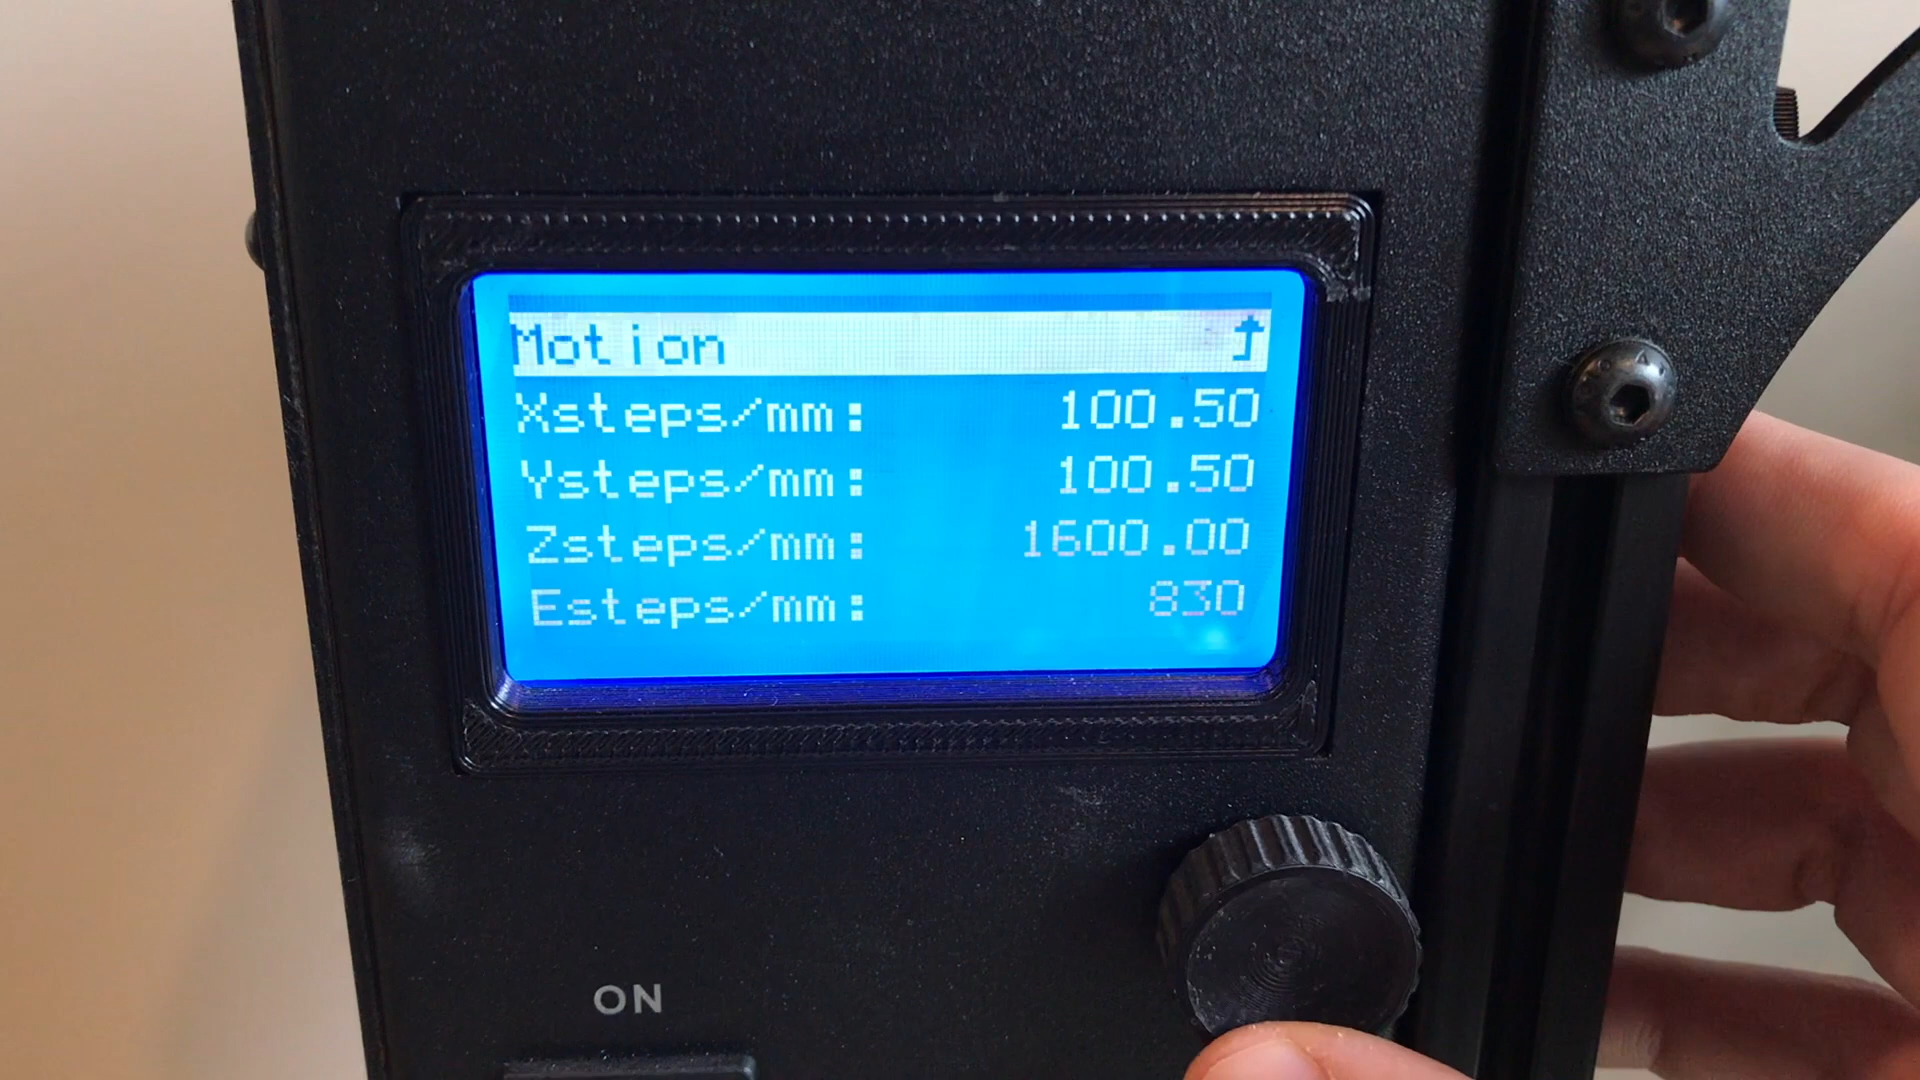 Motion
Xsteps/mm: 100.50
Ysteps/mm: 100.50
Zsteps/mm: 1600.00
Esteps/mm: 830
ON